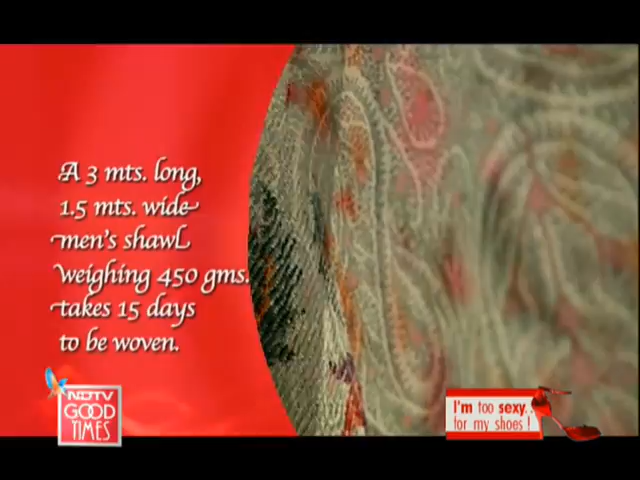 A 3 mts. long,
1.5 mts. wide
men's shawl
weighing 450 gms.
takes 15 days
to be woven.
NDTV
GOOD
TIMES
I'm too sexy..
for my shoes !